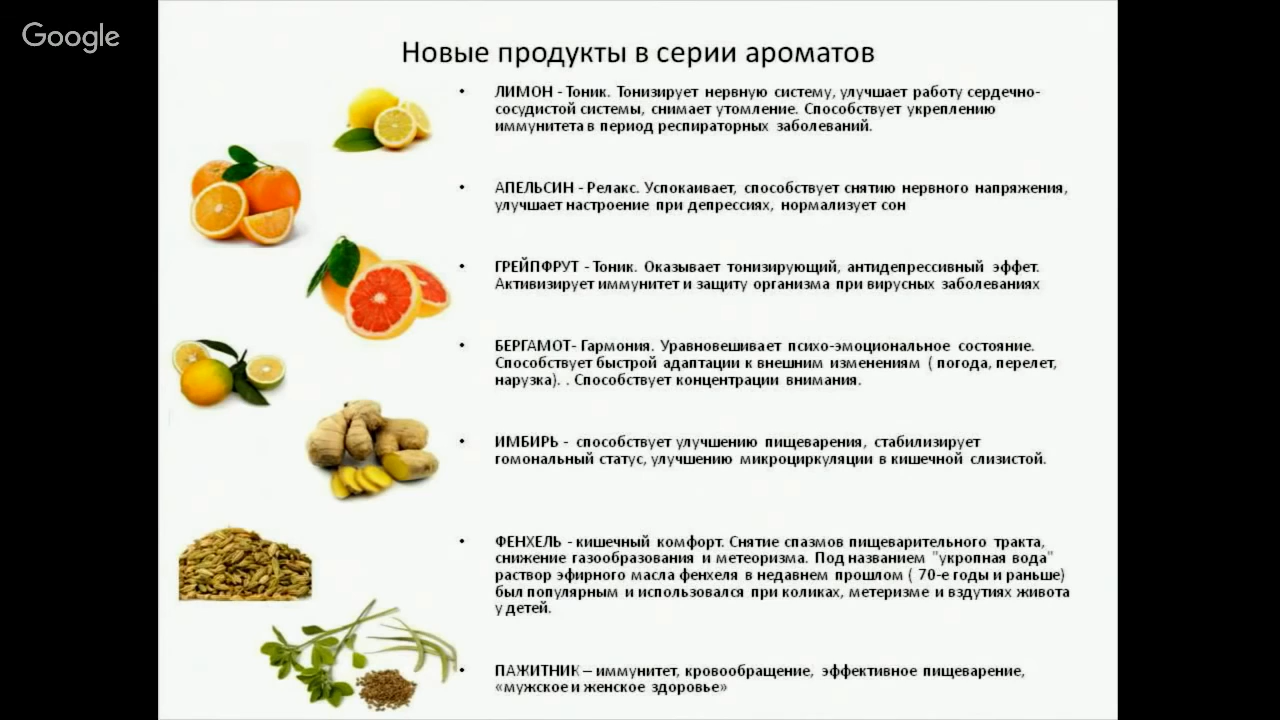 Google
Новые продукты в серии ароматов
• ЛИМОН - Тоник. Тонизирует нервную систему, улучшает работу сердечно-
сосудистой системы, снимает утомление. Способствует укреплению
иммунитета в период респираторных заболеваний.
• АПЕЛЬСИН - Релакс. Успокаивает, способствует снятию нервного напряжения,
улучшает настроение при депрессиях, нормализует сон
• ГРЕЙПФРУТ - Тоник. Оказывает тонизирующий, антидепрессивный эффет.
Активизирует иммунитет и защиту организма при вирусных заболеваниях
• БЕРГАМОТ- Гармония. Уравновешивает психо-эмоциональное состояние.
Способствует быстрой адаптации к внешним изменениям ( погода, перелет,
нарузка). . Способствует концентрации внимания.
• ИМБИРЬ - способствует улучшению пищеварения, стабилизирует
гомональный статус, улучшению микроциркуляции в кишечной слизистой.
• ФЕНХЕЛЬ - кишечный комфорт. Снятие спазмов пищеварительного тракта,
снижение газообразования и метеоризма. Под названием "укропная вода"
раствор эфирного масла фенхеля в недавнем прошлом ( 70-е годы и раньше)
был популярным и использовался при коликах, метеризме и вздутиях живота
у детей.
• ПАЖИТНИК – иммунитет, кровообращение, эффективное пищеварение,
«мужское и женское здоровье»